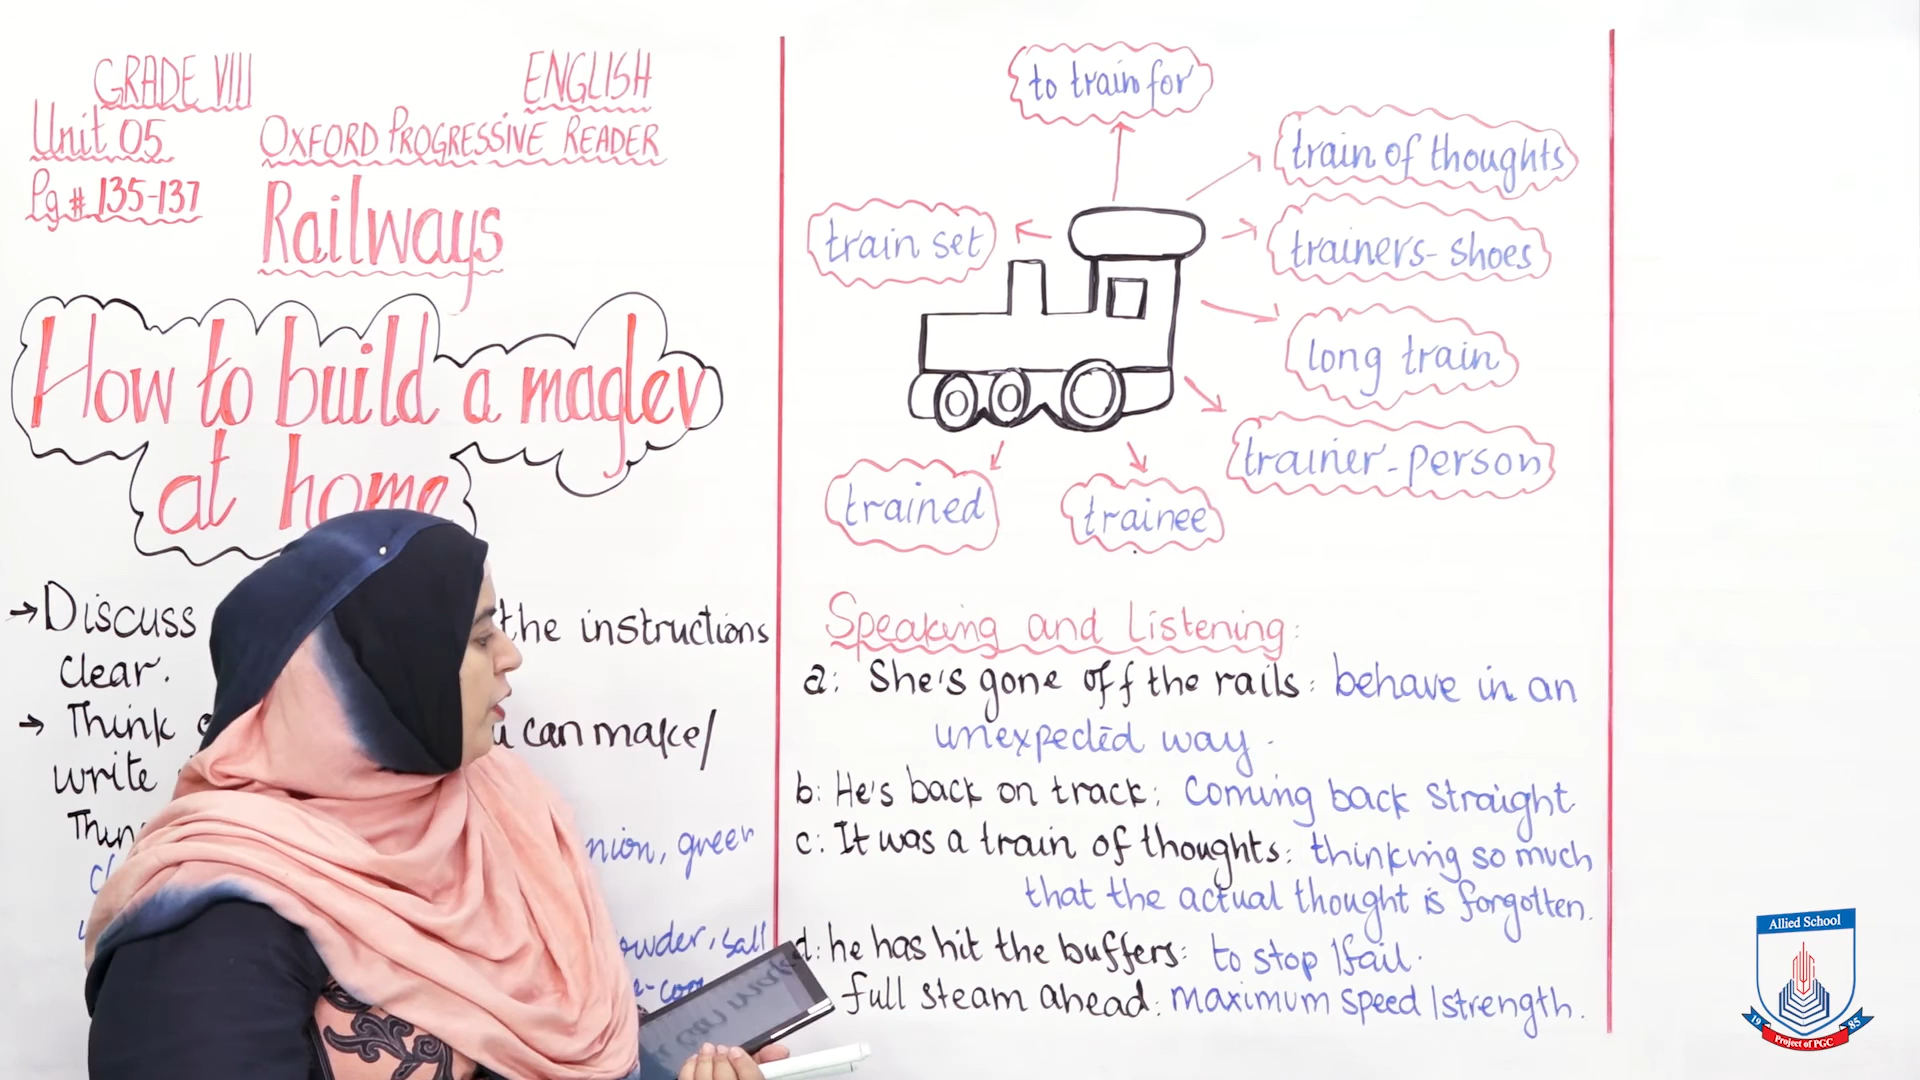 GRADE VIII
ENGLISH
Unit 05
OXFORD PROGRESSIVE READER
Pg # 135-137
Railways
How to build a maglev
at home
→ Discuss
the instructions
clear.
→ Think
can make/
write
nion, green
owder, salt
to train for
train of thoughts
train set
trainers-shoes
long train
trainer-person
trained
trainee
Speaking and Listening:
a: She's gone off the rails: behave in an
unexpected way.
b: He's back on track: Coming back straight
c: It was a train of thoughts: thinking so much
that the actual thought is forgotten.
d: he has hit the buffers: to stop/fail.
full steam ahead: maximum speed/strength.
Allied School
19 85
Project of PGC